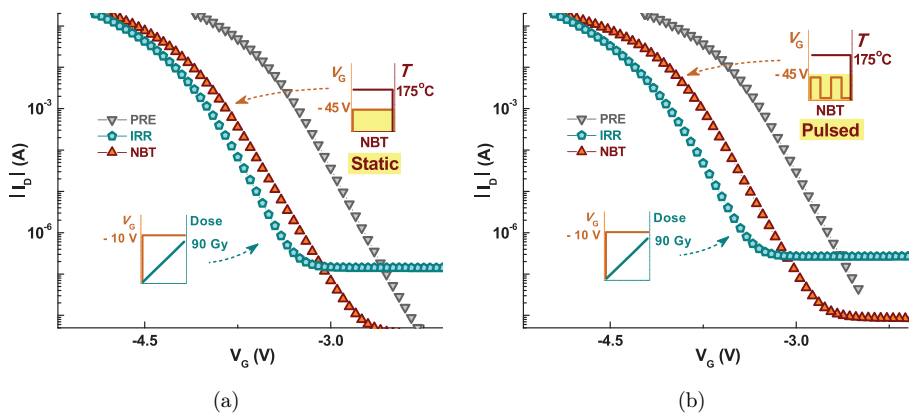 |I_D| (A)
10^-3
10^-6
-4.5
-3.0
V_G (V)
PRE
IRR
NBT
V_G
T
175°C
- 45 V
NBT
Static
V_G
Dose
- 10 V
90 Gy
(a)
|I_D| (A)
10^-3
10^-6
-4.5
-3.0
V_G (V)
PRE
IRR
NBT
V_G
T
175°C
- 45 V
NBT
Pulsed
V_G
Dose
- 10 V
90 Gy
(b)